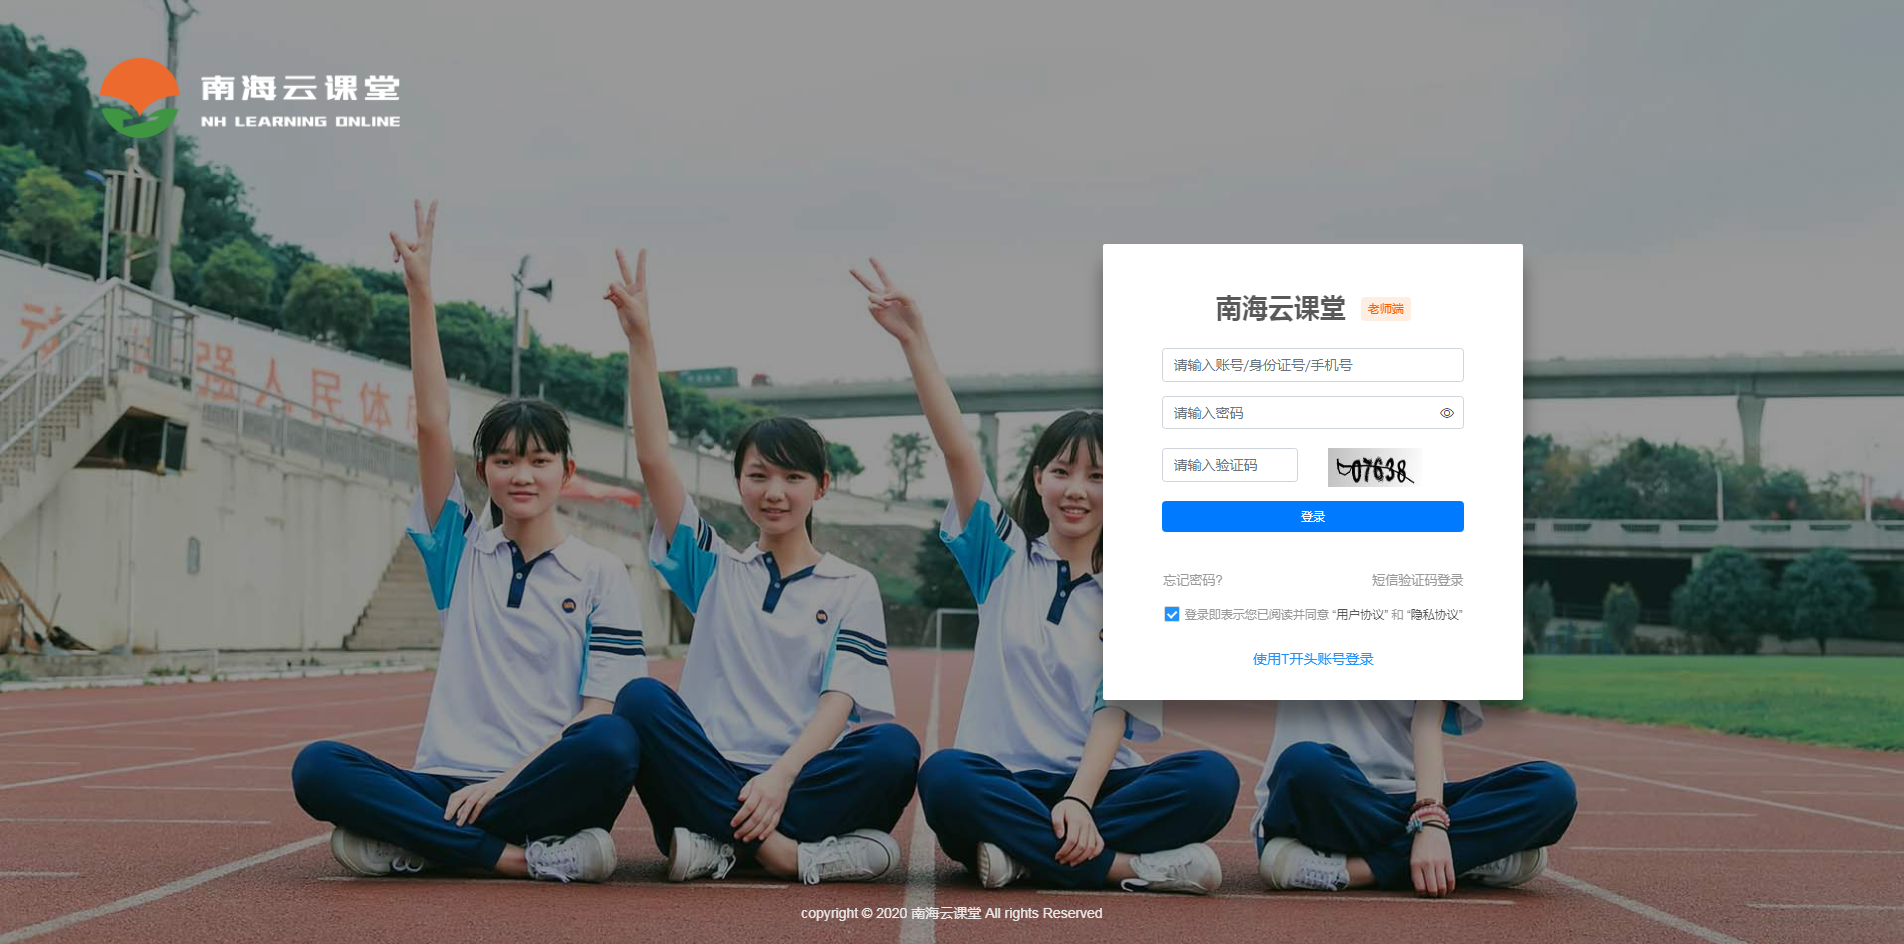 南海云课堂
NH LEARNING ONLINE
强人民体
南海云课堂 老师端
请输入账号/身份证号/手机号
请输入密码
请输入验证码
07638
登录
忘记密码?
短信验证码登录
登录即表示您已阅读并同意 “用户协议” 和 “隐私协议”
使用T开头账号登录
copyright © 2020 南海云课堂 All rights Reserved